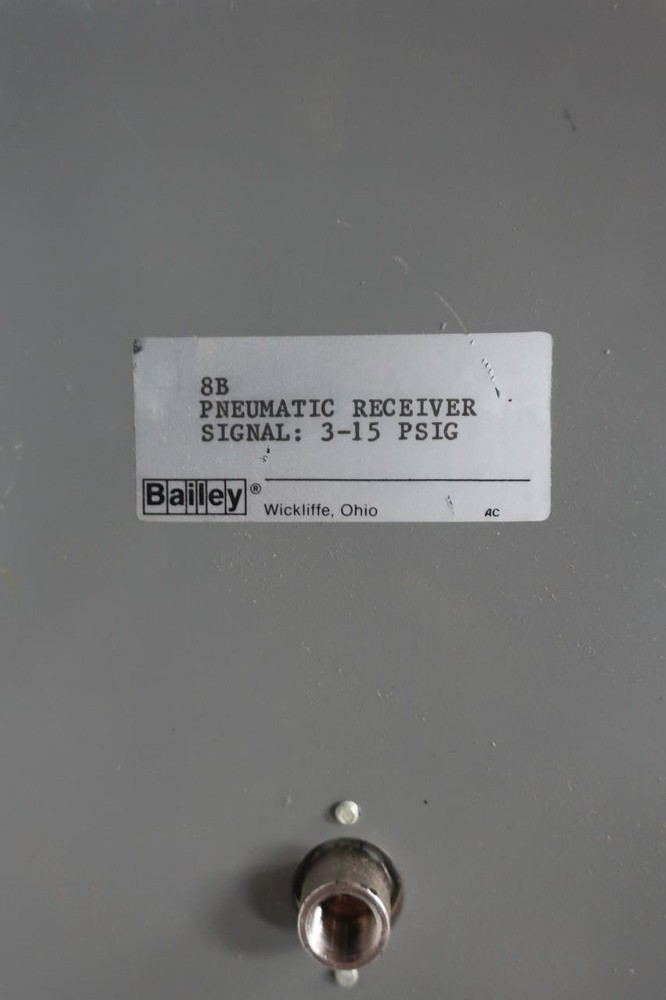 8B
PNEUMATIC RECEIVER
SIGNAL: 3-15 PSIG
Bailey®
Wickliffe, Ohio AC